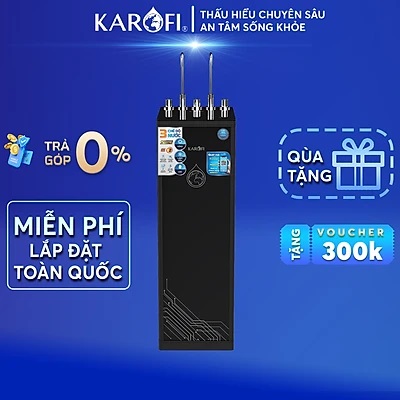 KAROFI®
THẤU HIỂU CHUYÊN SÂU
AN TÂM SỐNG KHỎE
TRẢ
GÓP
0%
QÙA
TẶNG
MIỄN PHÍ
LẮP ĐẶT
TOÀN QUỐC
TẶNG
VOUCHER
300k
3 CHẾ ĐỘ
NƯỚC
KAROFI